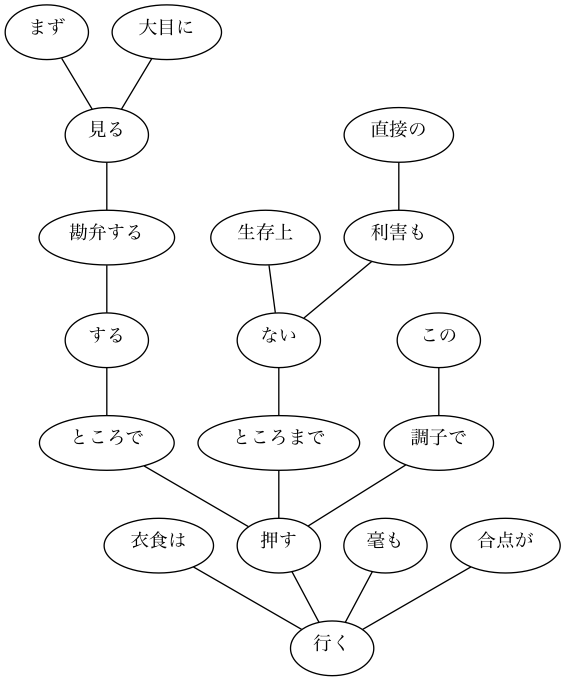 まず 大目に
見る 直接の
勘弁する 生存上 利害も
する ない この
ところで ところまで 調子で
衣食は 押す 毫も 合点が
行く